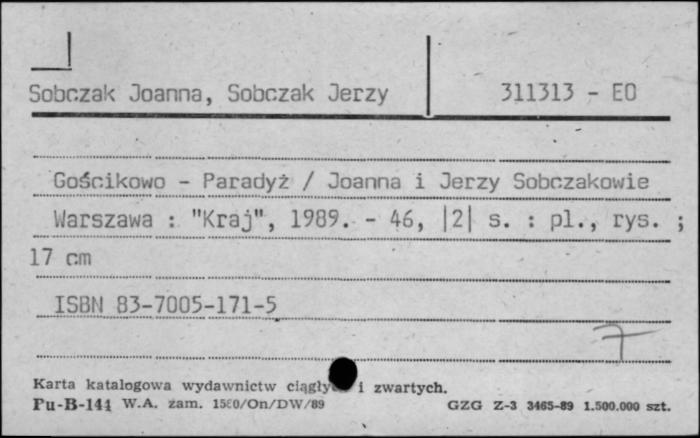 Sobczak Joanna, Sobczak Jerzy 311313 - EO
Gościkowo - Paradyż / Joanna i Jerzy Sobczakowie
Warszawa : "Kraj", 1989. - 46, |2| s. : pl., rys. ;
17 cm
ISBN 83-7005-171-5
Karta katalogowa wydawnictw i zwartych.
Pu-B-144 W.A. zam. /On/DW/89 GZG Z-3 3465-89 1.500.000 szt.